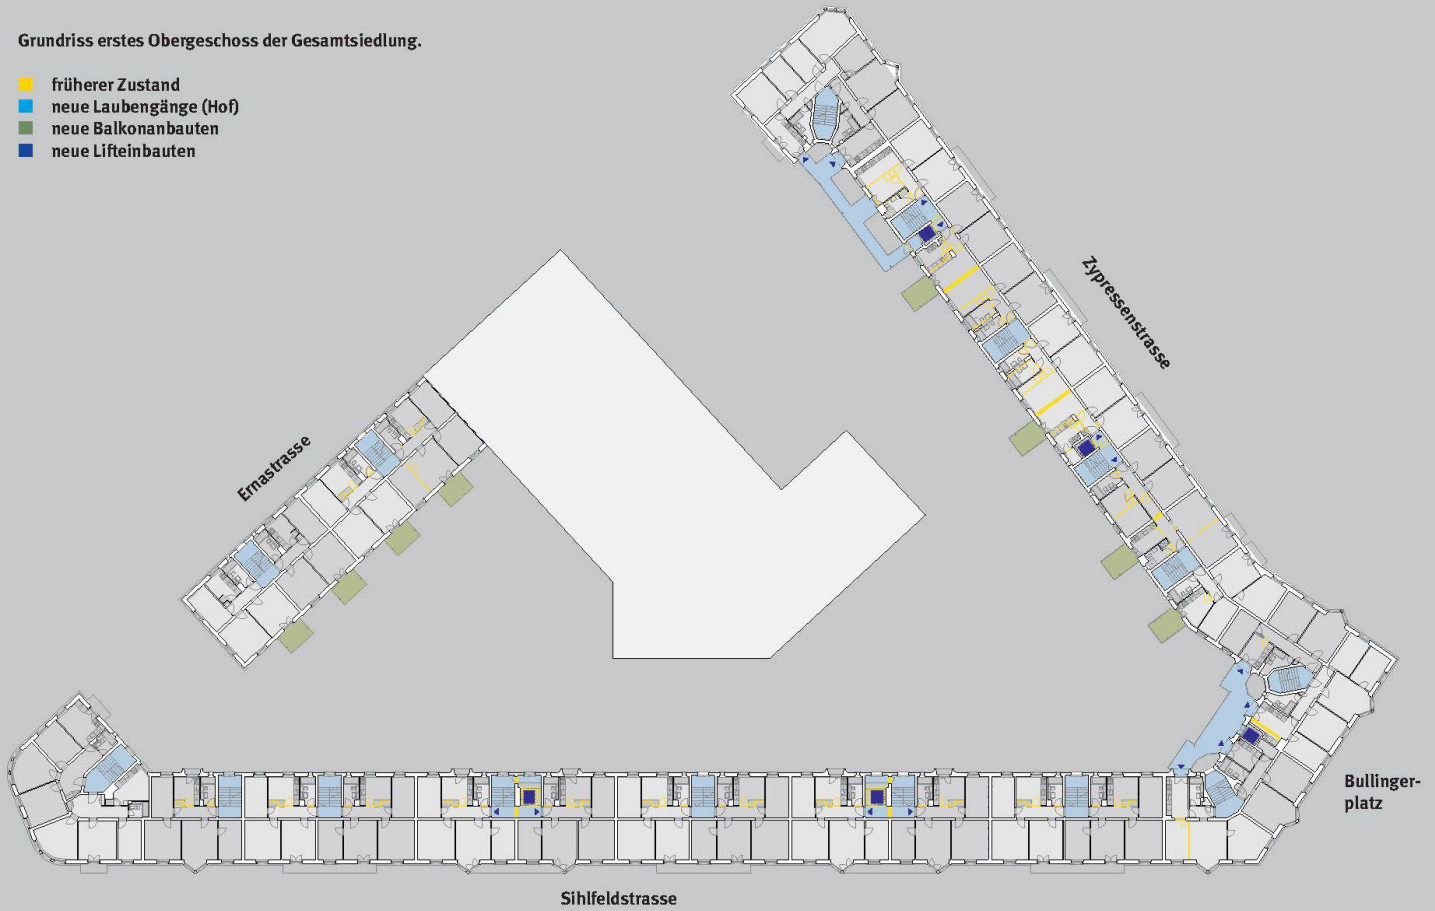 Grundriss erstes Obergeschoss der Gesamtsiedlung.
früherer Zustand
neue Laubengänge (Hof)
neue Balkonanbauten
neue Lifteinbauten
Zypressenstrasse
Ernastrasse
Bullinger-
platz
Sihlfeldstrasse